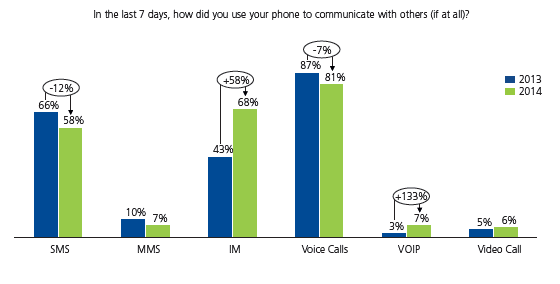 In the last 7 days, how did you use your phone to communicate with others (if at all)?
-7%
87%
81%
+58%
2013
-12%
2014
66%
68%
58%
43%
+133%
10%
7%
3%
7%
5%
6%
SMS
MMS
IM
Voice Calls
VOIP
Video Call